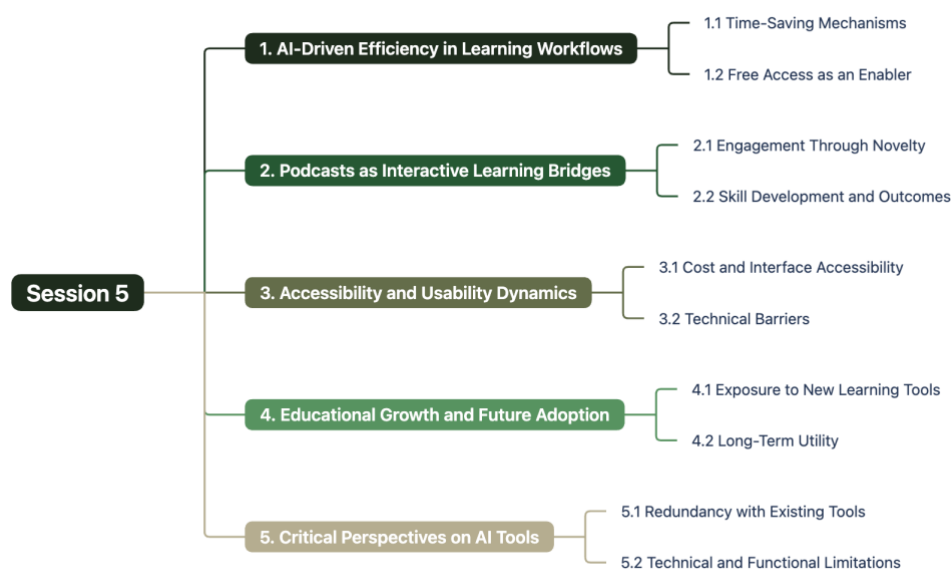 Session 5
1. AI-Driven Efficiency in Learning Workflows
1.1 Time-Saving Mechanisms
1.2 Free Access as an Enabler
2. Podcasts as Interactive Learning Bridges
2.1 Engagement Through Novelty
2.2 Skill Development and Outcomes
3. Accessibility and Usability Dynamics
3.1 Cost and Interface Accessibility
3.2 Technical Barriers
4. Educational Growth and Future Adoption
4.1 Exposure to New Learning Tools
4.2 Long-Term Utility
5. Critical Perspectives on AI Tools
5.1 Redundancy with Existing Tools
5.2 Technical and Functional Limitations